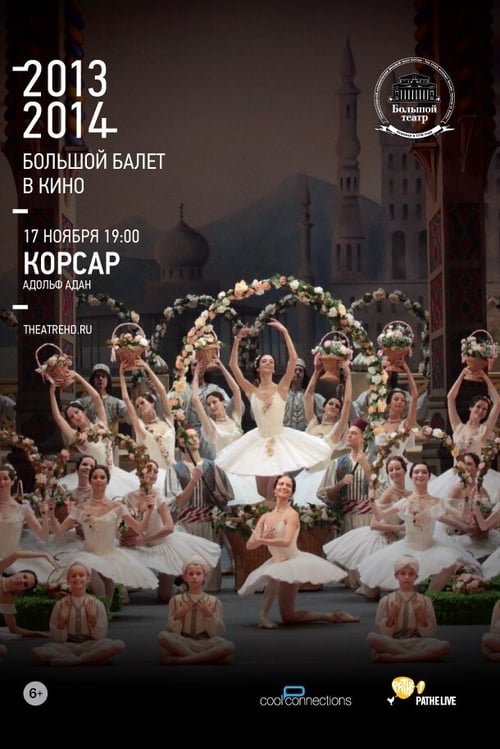 2013
2014
БОЛЬШОЙ БАЛЕТ
В КИНО
17 НОЯБРЯ 19:00
КОРСАР
АДОЛЬФ АДАН
THEATREHD.RU
Большой
театр
6+
coolconnections
PATHÉ
PATHE LIVE